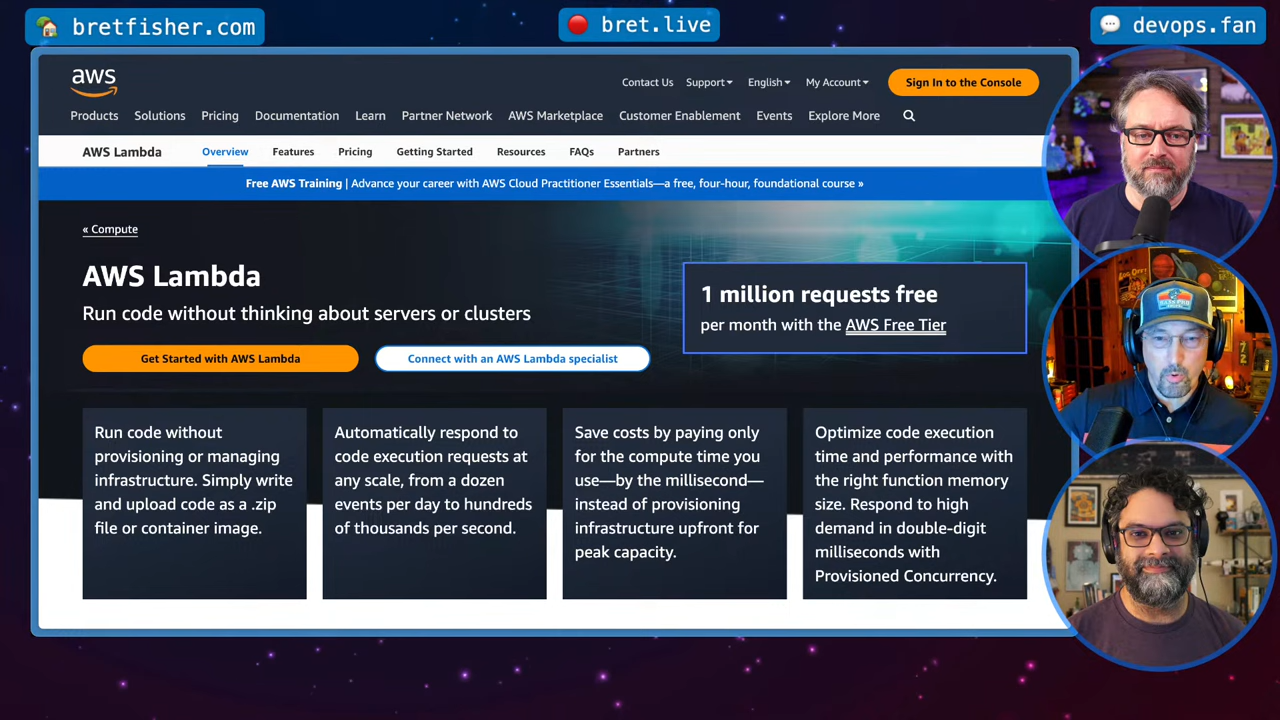 bretfisher.com
bret.live
devops.fan
aws
Contact Us Support English My Account Sign In to the Console
Products Solutions Pricing Documentation Learn Partner Network AWS Marketplace Customer Enablement Events Explore More
AWS Lambda Overview Features Pricing Getting Started Resources FAQs Partners
Free AWS Training | Advance your career with AWS Cloud Practitioner Essentials—a free, four-hour, foundational course »
« Compute
AWS Lambda
Run code without thinking about servers or clusters
Get Started with AWS Lambda
Connect with an AWS Lambda specialist
1 million requests free
per month with the AWS Free Tier
Run code without
provisioning or managing
infrastructure. Simply write
and upload code as a .zip
file or container image.
Automatically respond to
code execution requests at
any scale, from a dozen
events per day to hundreds
of thousands per second.
Save costs by paying only
for the compute time you
use—by the millisecond—
instead of provisioning
infrastructure upfront for
peak capacity.
Optimize code execution
time and performance with
the right function memory
size. Respond to high
demand in double-digit
milliseconds with
Provisioned Concurrency.